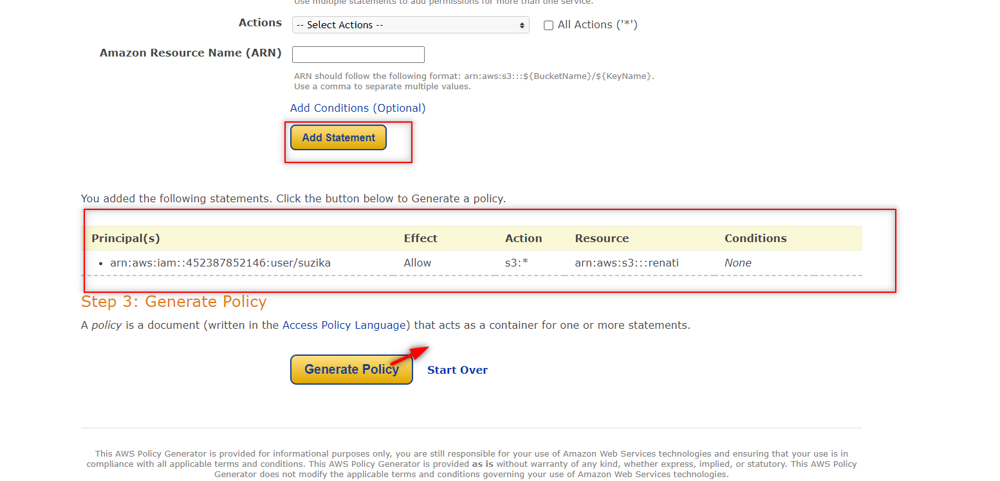 Use multiple statements to add permissions for more than one service.
Actions -- Select Actions -- All Actions ('*')
Amazon Resource Name (ARN)
ARN should follow the following format: arn:aws:s3:::${BucketName}/${KeyName}.
Use a comma to separate multiple values.
Add Conditions (Optional)
Add Statement
You added the following statements. Click the button below to Generate a policy.
Principal(s) Effect Action Resource Conditions
• arn:aws:iam::452387852146:user/suzika Allow s3:* arn:aws:s3:::renati None
Step 3: Generate Policy
A policy is a document (written in the Access Policy Language) that acts as a container for one or more statements.
Generate Policy Start Over
This AWS Policy Generator is provided for informational purposes only, you are still responsible for your use of Amazon Web Services technologies and ensuring that your use is in
compliance with all applicable terms and conditions. This AWS Policy Generator is provided as is without warranty of any kind, whether express, implied, or statutory. This AWS Policy
Generator does not modify the applicable terms and conditions governing your use of Amazon Web Services technologies.